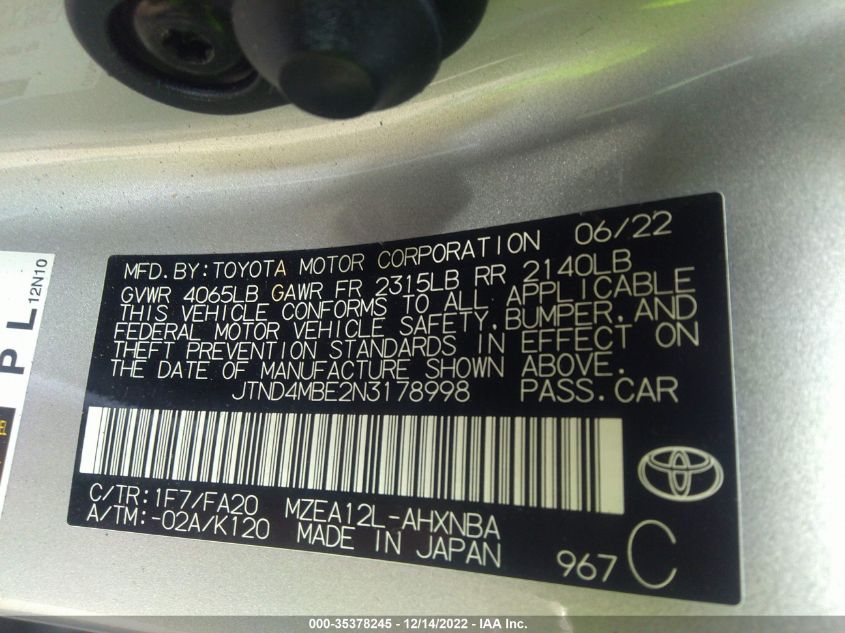 MFD.BY:TOYOTA MOTOR CORPORATION 06/22
GVWR 4065LB GAWR FR 2315LB RR 2140LB
THIS VEHICLE CONFORMS TO ALL APPLICABLE
FEDERAL MOTOR VEHICLE SAFETY,BUMPER,AND
THEFT PREVENTION STANDARDS IN EFFECT ON
THE DATE OF MANUFACTURE SHOWN ABOVE.
JTND4MBE2N3178998 PASS.CAR
C/TR:1F7/FA20 MZEA12L-AHXNBA
A/TM:-02A/K120 MADE IN JAPAN
967 C
P L
12N10
000-35378245 - 12/14/2022 - IAA Inc.